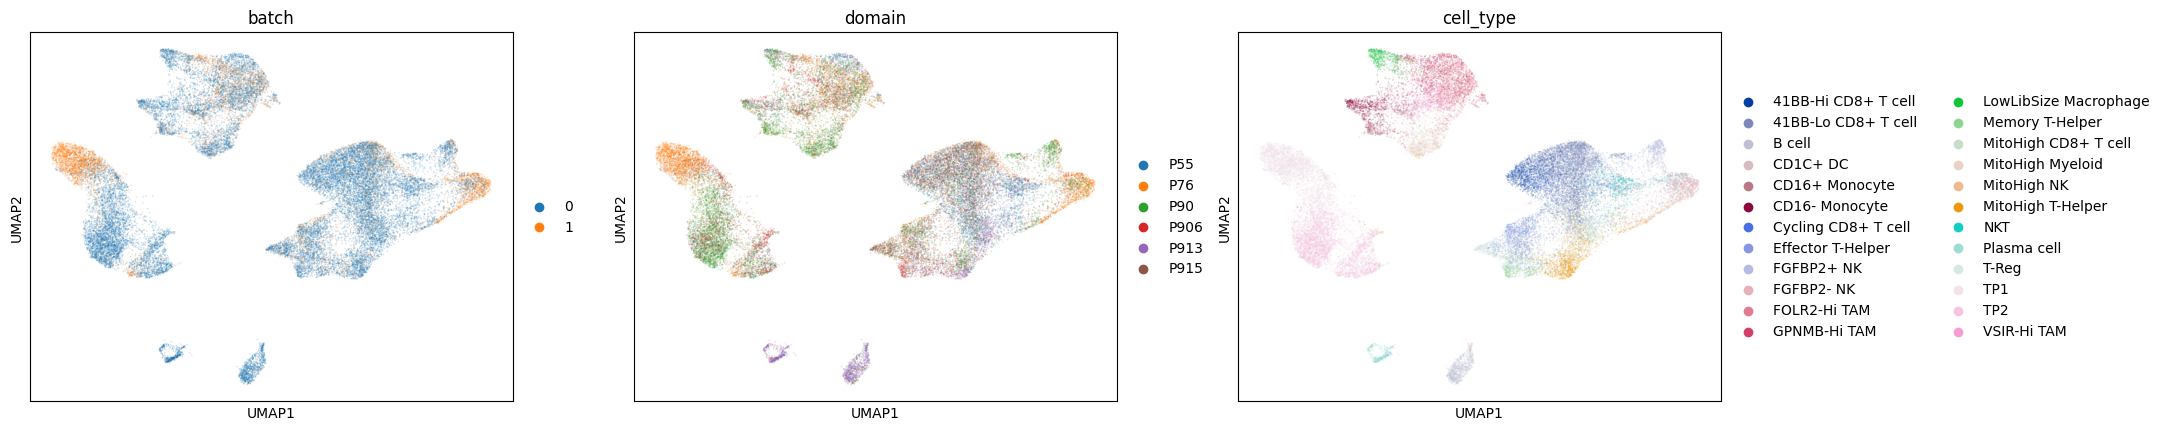 batch
UMAP2
UMAP1
0
1
domain
UMAP2
UMAP1
P55
P76
P90
P906
P913
P915
cell_type
UMAP2
UMAP1
41BB-Hi CD8+ T cell
41BB-Lo CD8+ T cell
B cell
CD1C+ DC
CD16+ Monocyte
CD16- Monocyte
Cycling CD8+ T cell
Effector T-Helper
FGFBP2+ NK
FGFBP2- NK
FOLR2-Hi TAM
GPNMB-Hi TAM
LowLibSize Macrophage
Memory T-Helper
MitoHigh CD8+ T cell
MitoHigh Myeloid
MitoHigh NK
MitoHigh T-Helper
NKT
Plasma cell
T-Reg
TP1
TP2
VSIR-Hi TAM